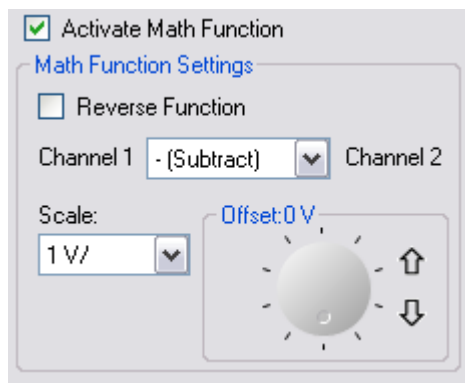 Activate Math Function
Math Function Settings
Reverse Function
Channel 1 - (Subtract) Channel 2
Scale:
Offset:0 V
1 V/